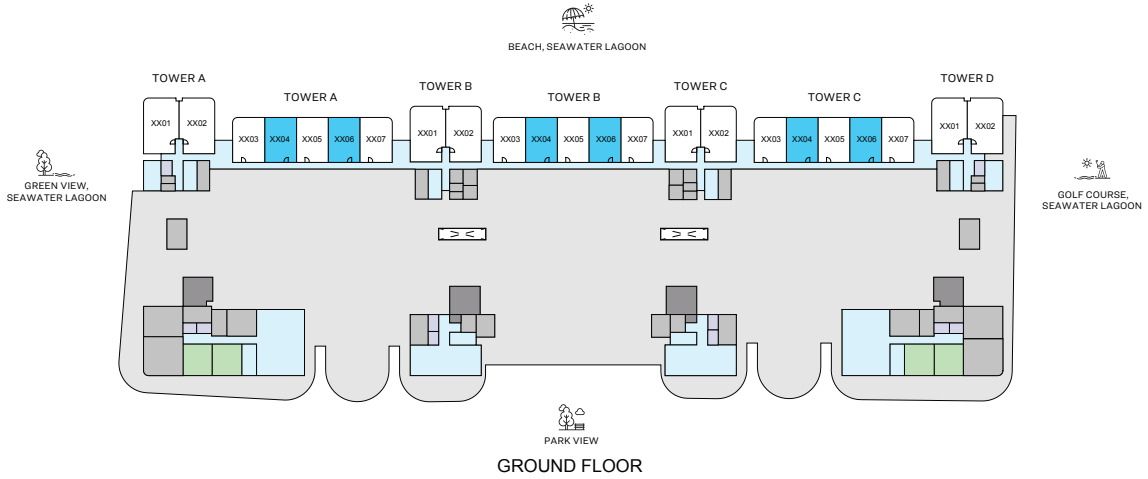 BEACH, SEAWATER LAGOON
TOWER A
TOWER A
TOWER B
TOWER B
TOWER C
TOWER C
TOWER D
XX01 XX02
XX03 XX04 XX05 XX06 XX07
XX01 XX02
XX03 XX04 XX05 XX06 XX07
XX01 XX02
XX03 XX04 XX05 XX06 XX07
XX01 XX02
GREEN VIEW,
SEAWATER LAGOON
GOLF COURSE,
SEAWATER LAGOON
PARK VIEW
GROUND FLOOR